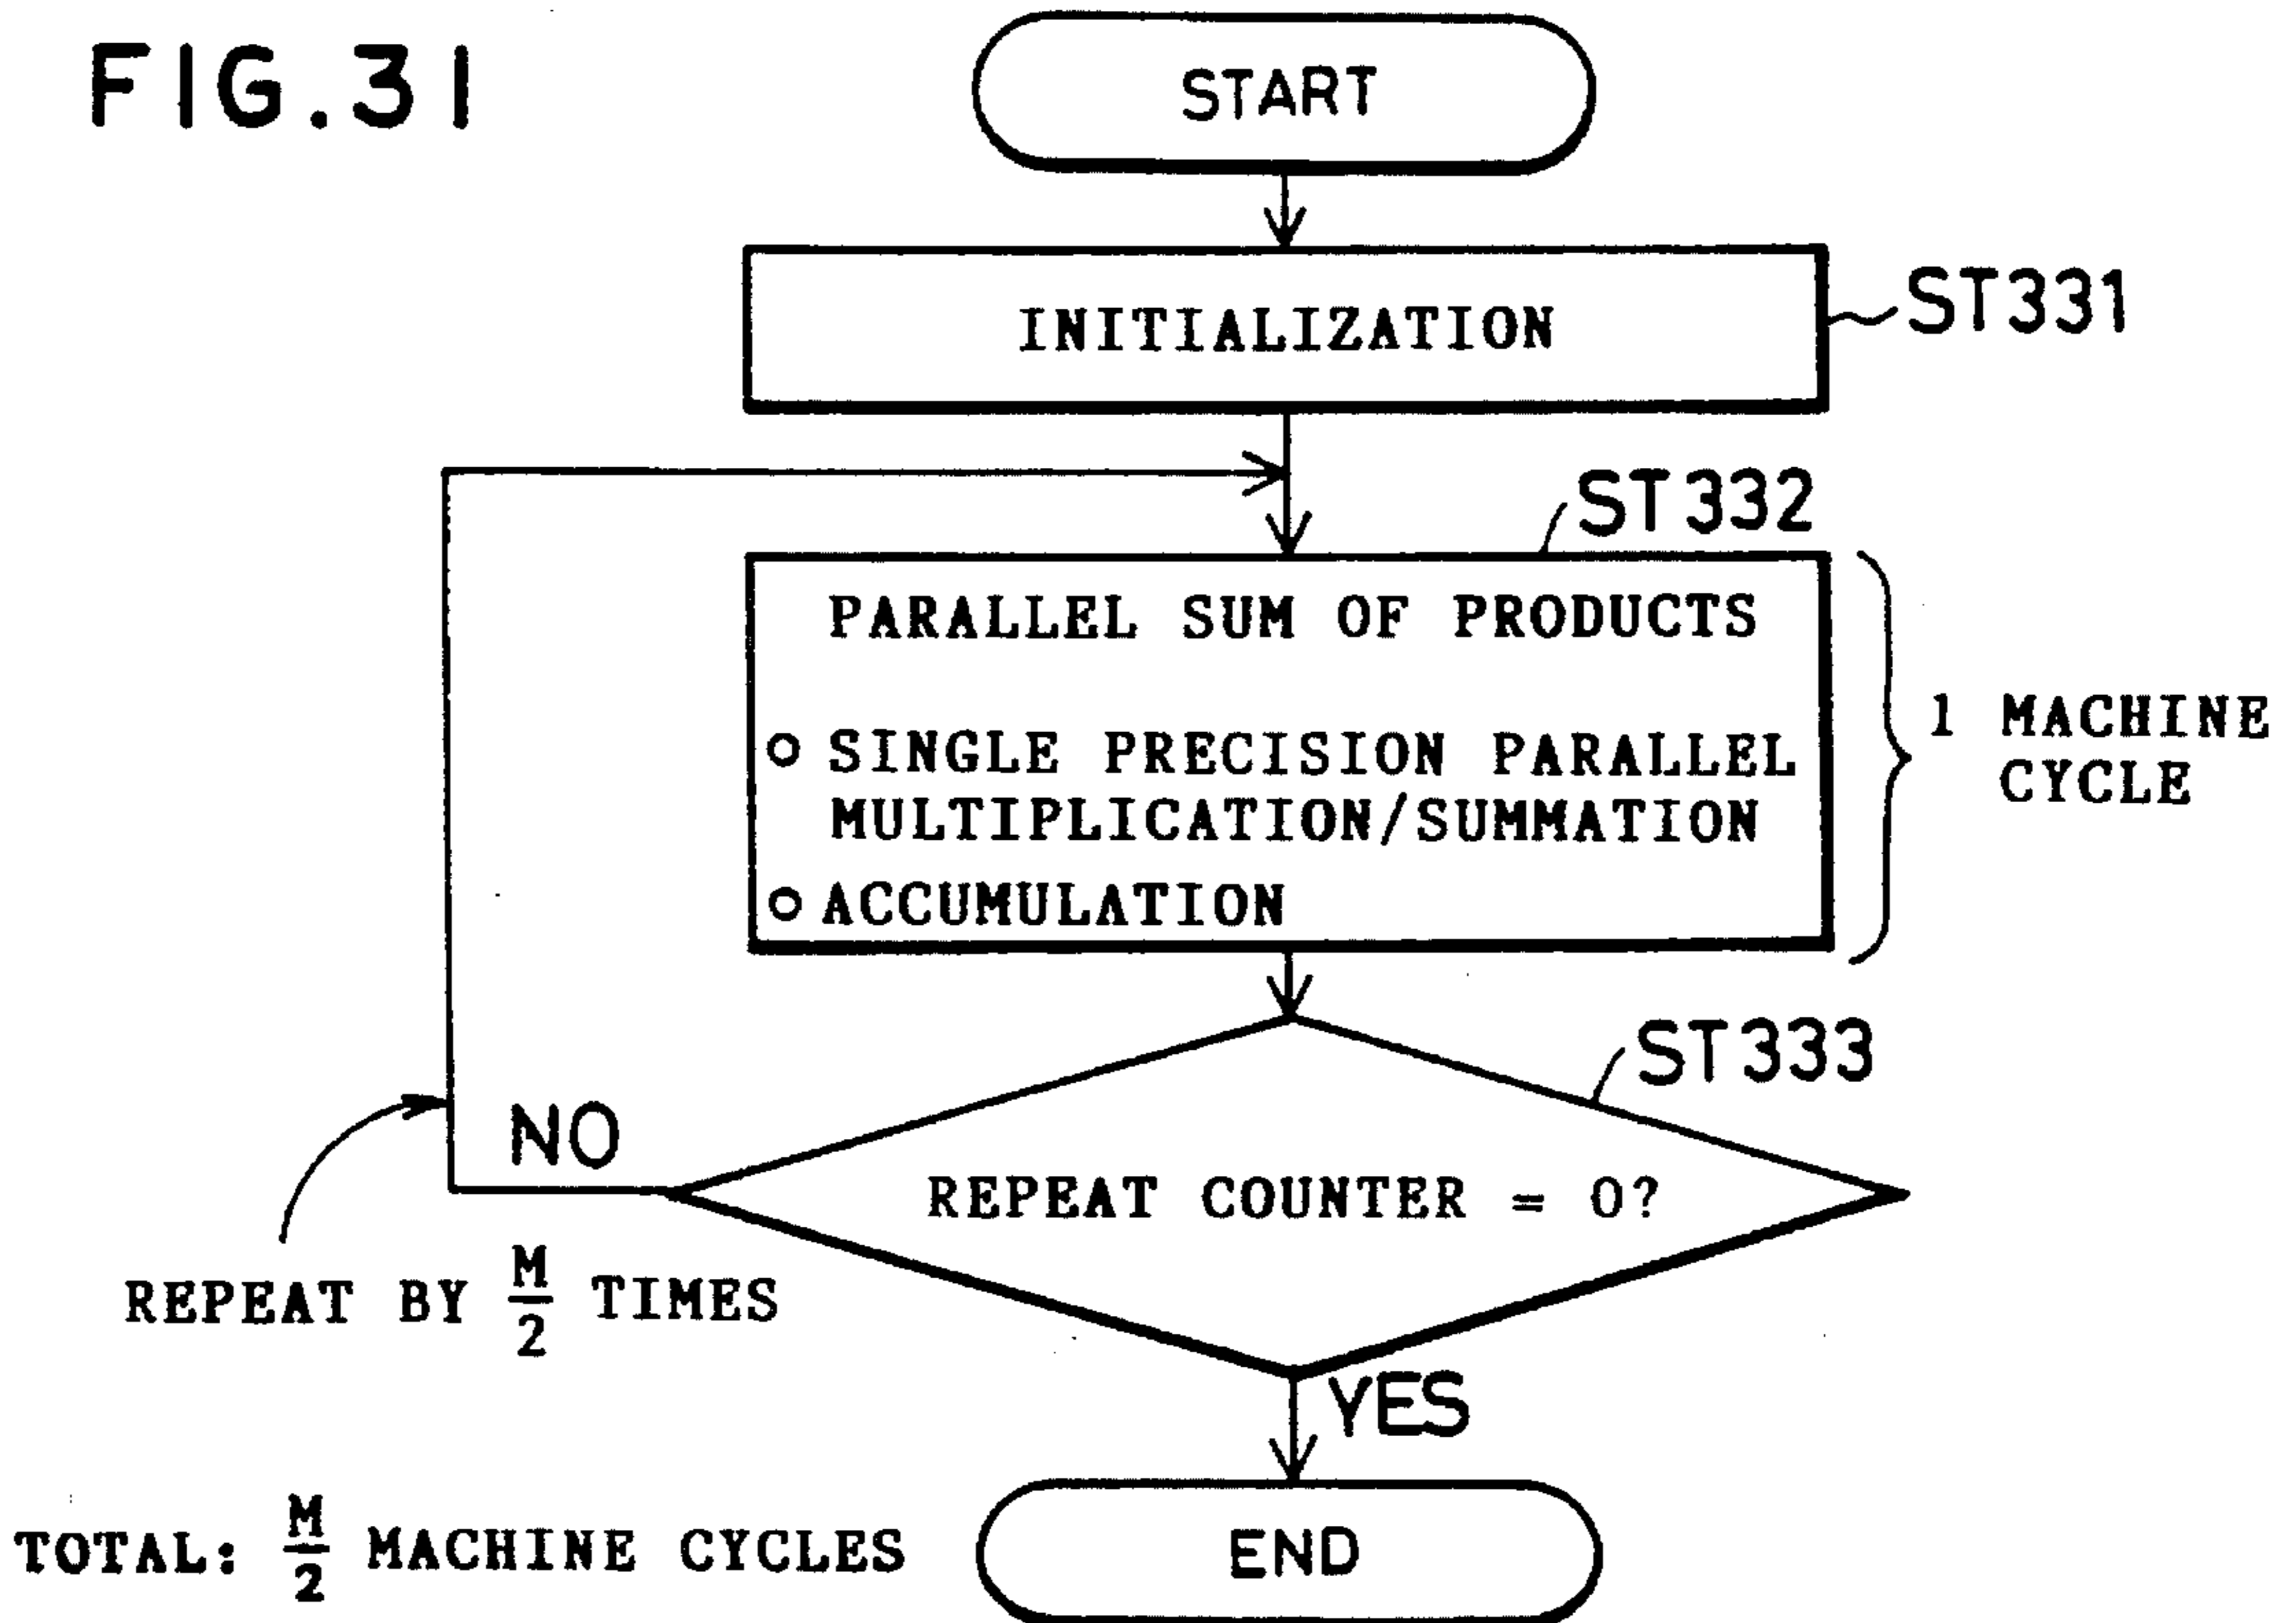 FIG.31
START
INITIALIZATION
ST331
ST332
PARALLEL SUM OF PRODUCTS
○ SINGLE PRECISION PARALLEL
MULTIPLICATION/SUMMATION
○ ACCUMULATION
1 MACHINE
CYCLE
ST333
NO
REPEAT COUNTER = 0?
REPEAT BY M/2 TIMES
YES
TOTAL: M/2 MACHINE CYCLES
END